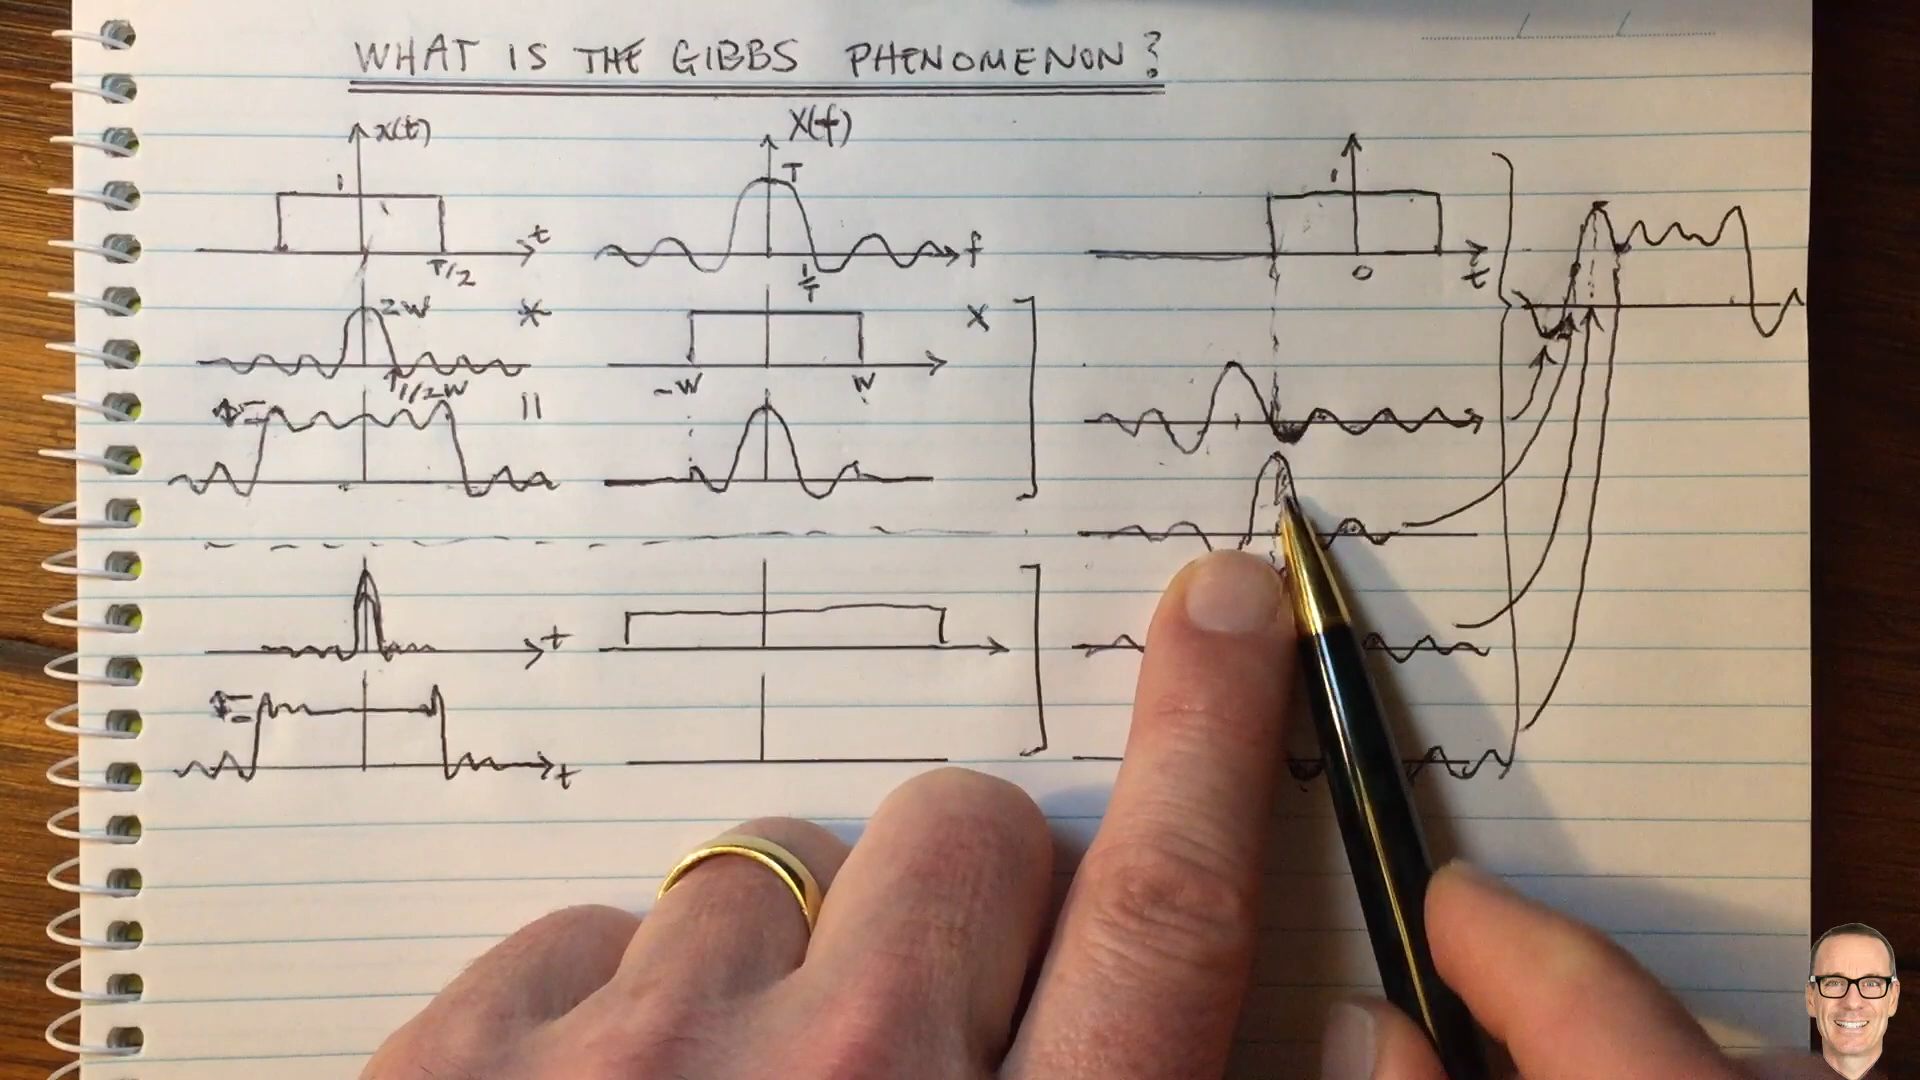 WHAT IS THE GIBBS PHENOMENON?
x(t)
X(f)
1
T
1
t
T/2
f
1/T
0
t
2W
*
X
1/2W
-W
W
=
t
t